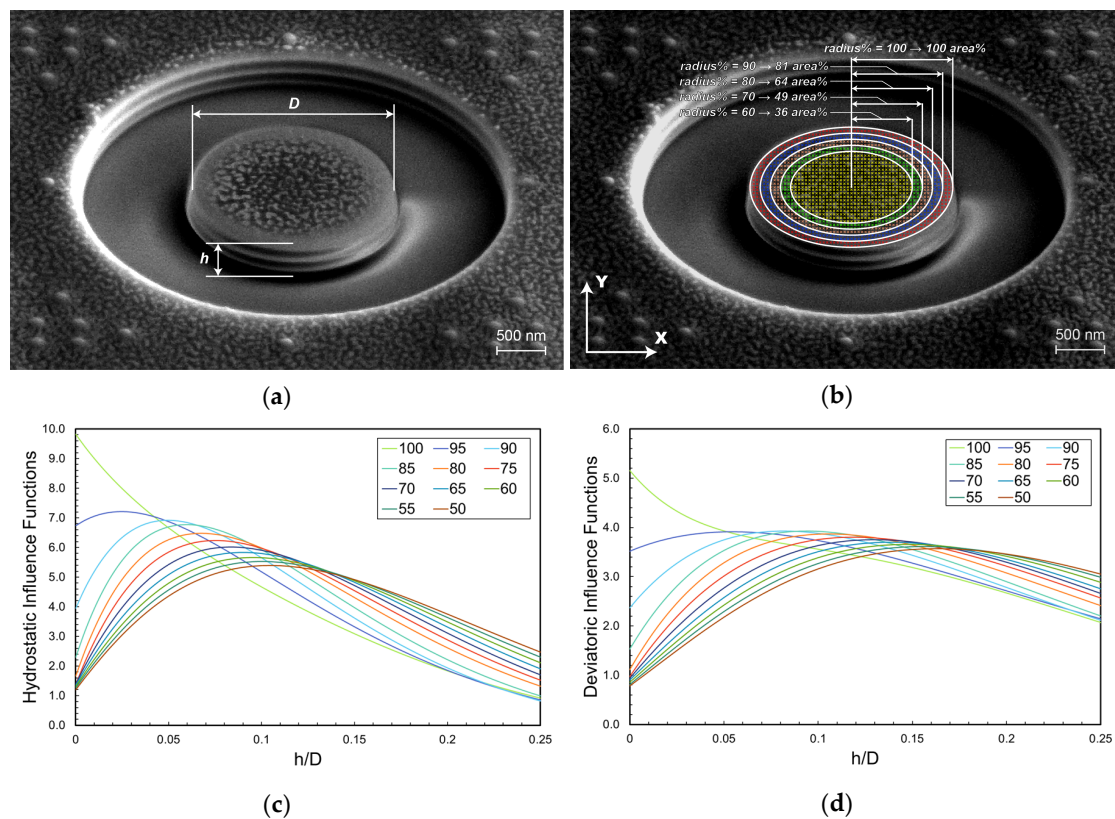 D
h
500 nm
(a)
radius% = 100 → 100 area%
radius% = 90 → 81 area%
radius% = 80 → 64 area%
radius% = 70 → 49 area%
radius% = 60 → 36 area%
Y
X
500 nm
(b)
Hydrostatic Influence Functions
10.0
9.0
8.0
7.0
6.0
5.0
4.0
3.0
2.0
1.0
0.0
100 95 90
85 80 75
70 65 60
55 50
0 0.05 0.1 0.15 0.2 0.25
h/D
(c)
Deviatoric Influence Functions
6.0
5.0
4.0
3.0
2.0
1.0
0.0
100 95 90
85 80 75
70 65 60
55 50
0 0.05 0.1 0.15 0.2 0.25
h/D
(d)